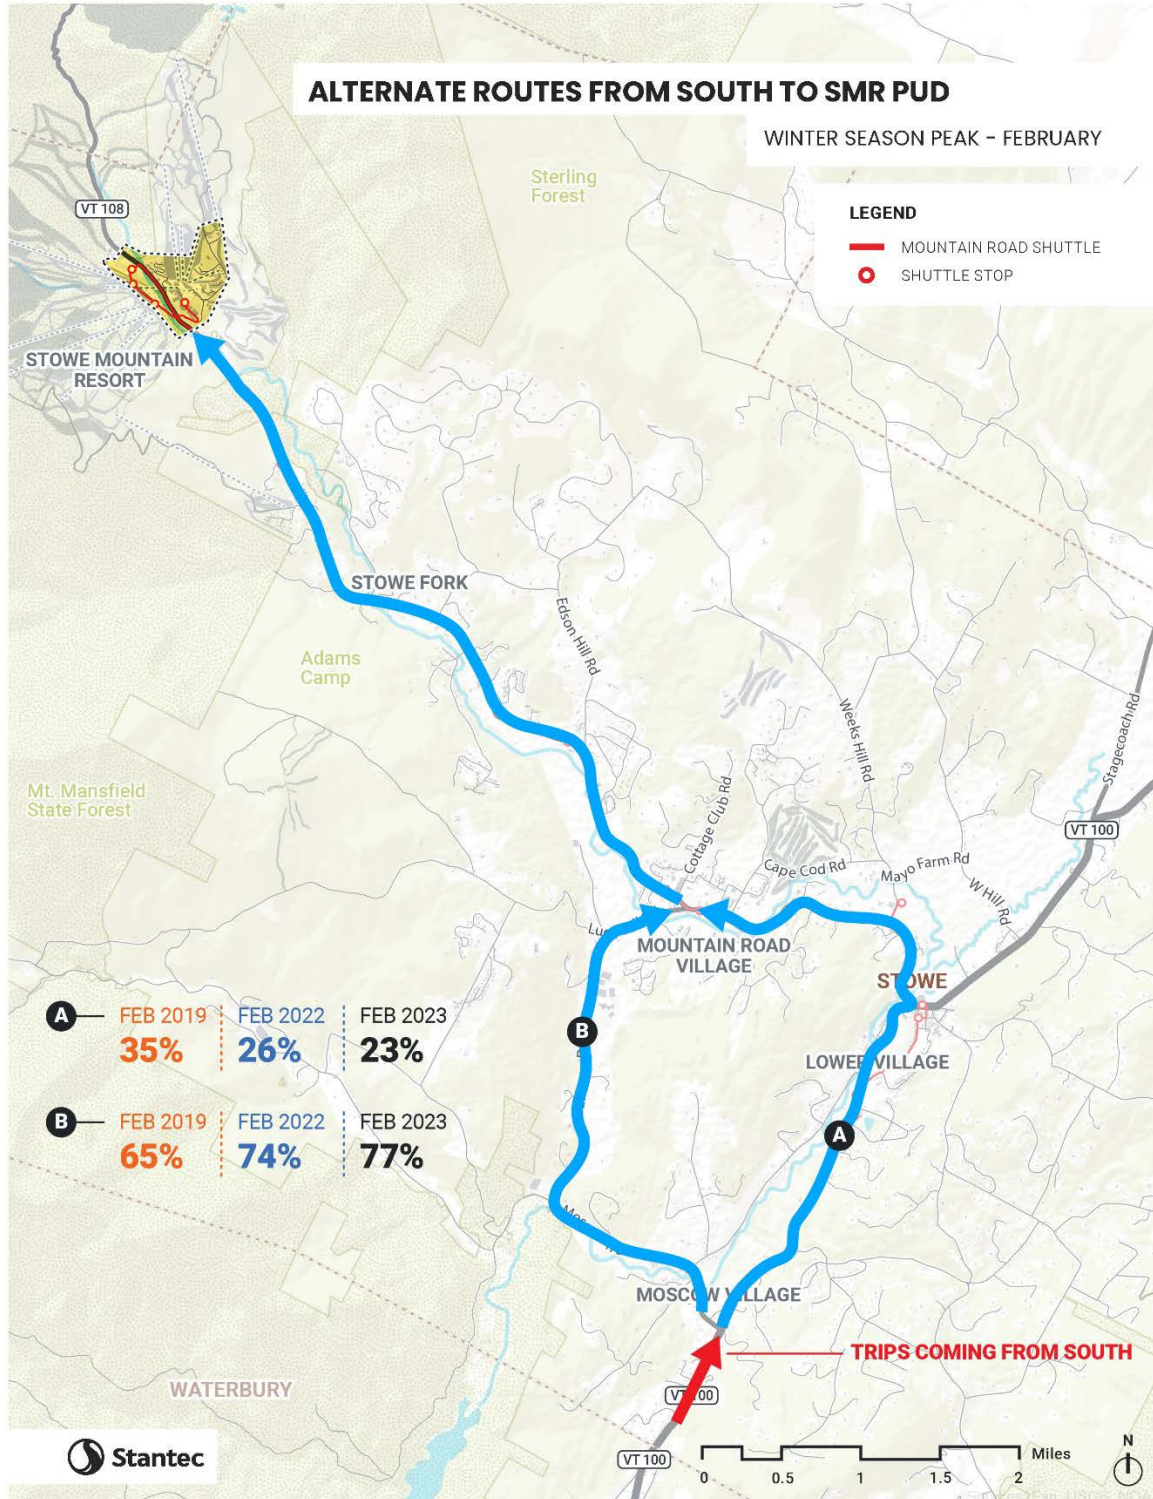 ALTERNATE ROUTES FROM SOUTH TO SMR PUD
WINTER SEASON PEAK - FEBRUARY
LEGEND
MOUNTAIN ROAD SHUTTLE
SHUTTLE STOP
Sterling
Forest
VT 108
STOWE MOUNTAIN
RESORT
STOWE FORK
Adams
Camp
Edson Hill Rd
Weeks Hill Rd
Stagecoach Rd
Mt. Mansfield
State Forest
Cottage Club Rd
VT 100
Cape Cod Rd
Mayo Farm Rd
W Hill Rd
MOUNTAIN ROAD
VILLAGE
STOWE
A
FEB 2019
FEB 2022
FEB 2023
35%
26%
23%
B
LOWER VILLAGE
B
FEB 2019
FEB 2022
FEB 2023
65%
74%
77%
A
MOSCOW VILLAGE
TRIPS COMING FROM SOUTH
WATERBURY
VT 100
VT 100
Stantec
0 0.5 1 1.5 2 Miles
N